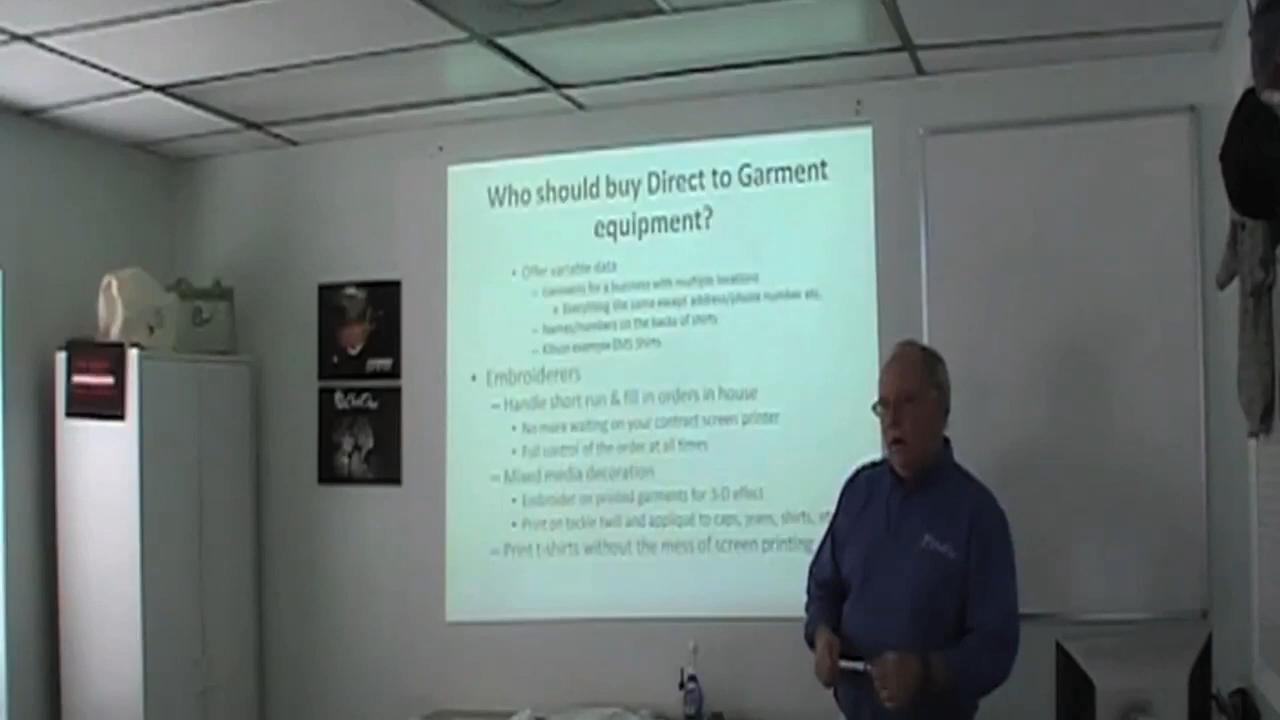 Who should buy Direct to Garment
equipment?
• Offer variable data
– Garments for a business with multiple locations
• Everything the same except address/phone number etc.
– Names/numbers on the backs of shirts
example EMS Shirts
• Embroiderers
– Handle short run & fill in orders in house
• No more waiting on your contract screen printer
• Full control of the order at all times
– Mixed media decoration
• Embroider on printed garments for 3-D effect
• Print on tackle twill and appliqué to caps, jeans, shirts,
– Print t-shirts without the mess of screen printing